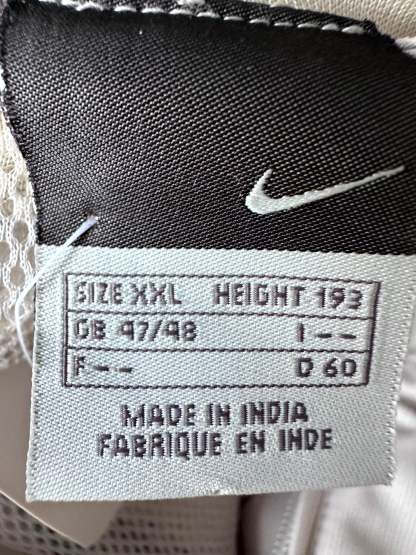 SIZE XXL HEIGHT 193
GB 47/48 I --
F -- D 60
MADE IN INDIA
FABRIQUE EN INDE